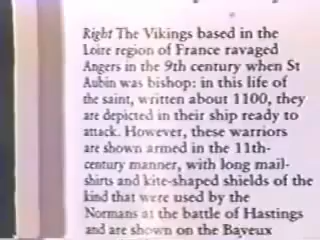 Right The Vikings based in the
Loire region of France ravaged
Angers in the 9th century when St
Aubin was bishop: in this life of
the saint, written about 1100, they
are depicted in their ship ready to
attack. However, these warriors
are shown armed in the 11th-
century manner, with long mail-
shirts and kite-shaped shields of the
kind that were used by the
Normans at the battle of Hastings
and are shown on the Bayeux